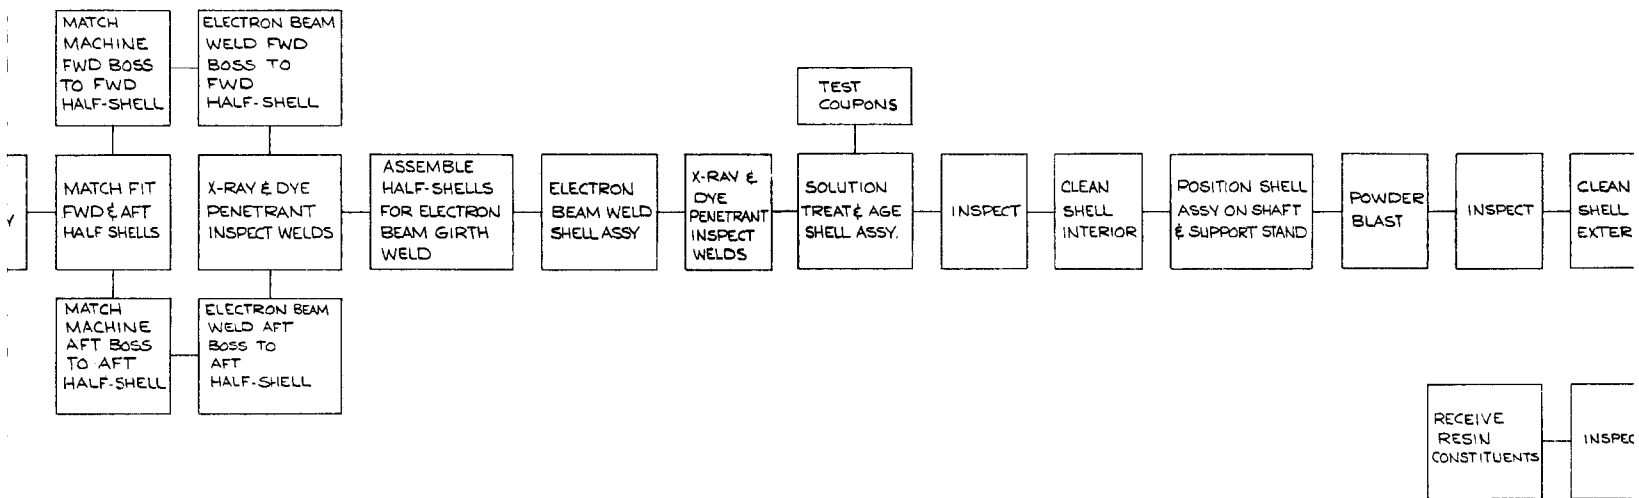 MATCH
MACHINE
FWD BOSS
TO FWD
HALF-SHELL
ELECTRON BEAM
WELD FWD
BOSS TO
FWD
HALF-SHELL
TEST
COUPONS
Y
MATCH FIT
FWD & AFT
HALF SHELLS
X-RAY & DYE
PENETRANT
INSPECT WELDS
ASSEMBLE
HALF-SHELLS
FOR ELECTRON
BEAM GIRTH
WELD
ELECTRON
BEAM WELD
SHELL ASSY
X-RAY &
DYE
PENETRANT
INSPECT
WELDS
SOLUTION
TREAT & AGE
SHELL ASSY.
INSPECT
CLEAN
SHELL
INTERIOR
POSITION SHELL
ASSY ON SHAFT
& SUPPORT STAND
POWDER
BLAST
INSPECT
CLEAN
SHELL
EXTER
MATCH
MACHINE
AFT BOSS
TO AFT
HALF-SHELL
ELECTRON BEAM
WELD AFT
BOSS TO
AFT
HALF-SHELL
RECEIVE
RESIN
CONSTITUENTS
INSPEC